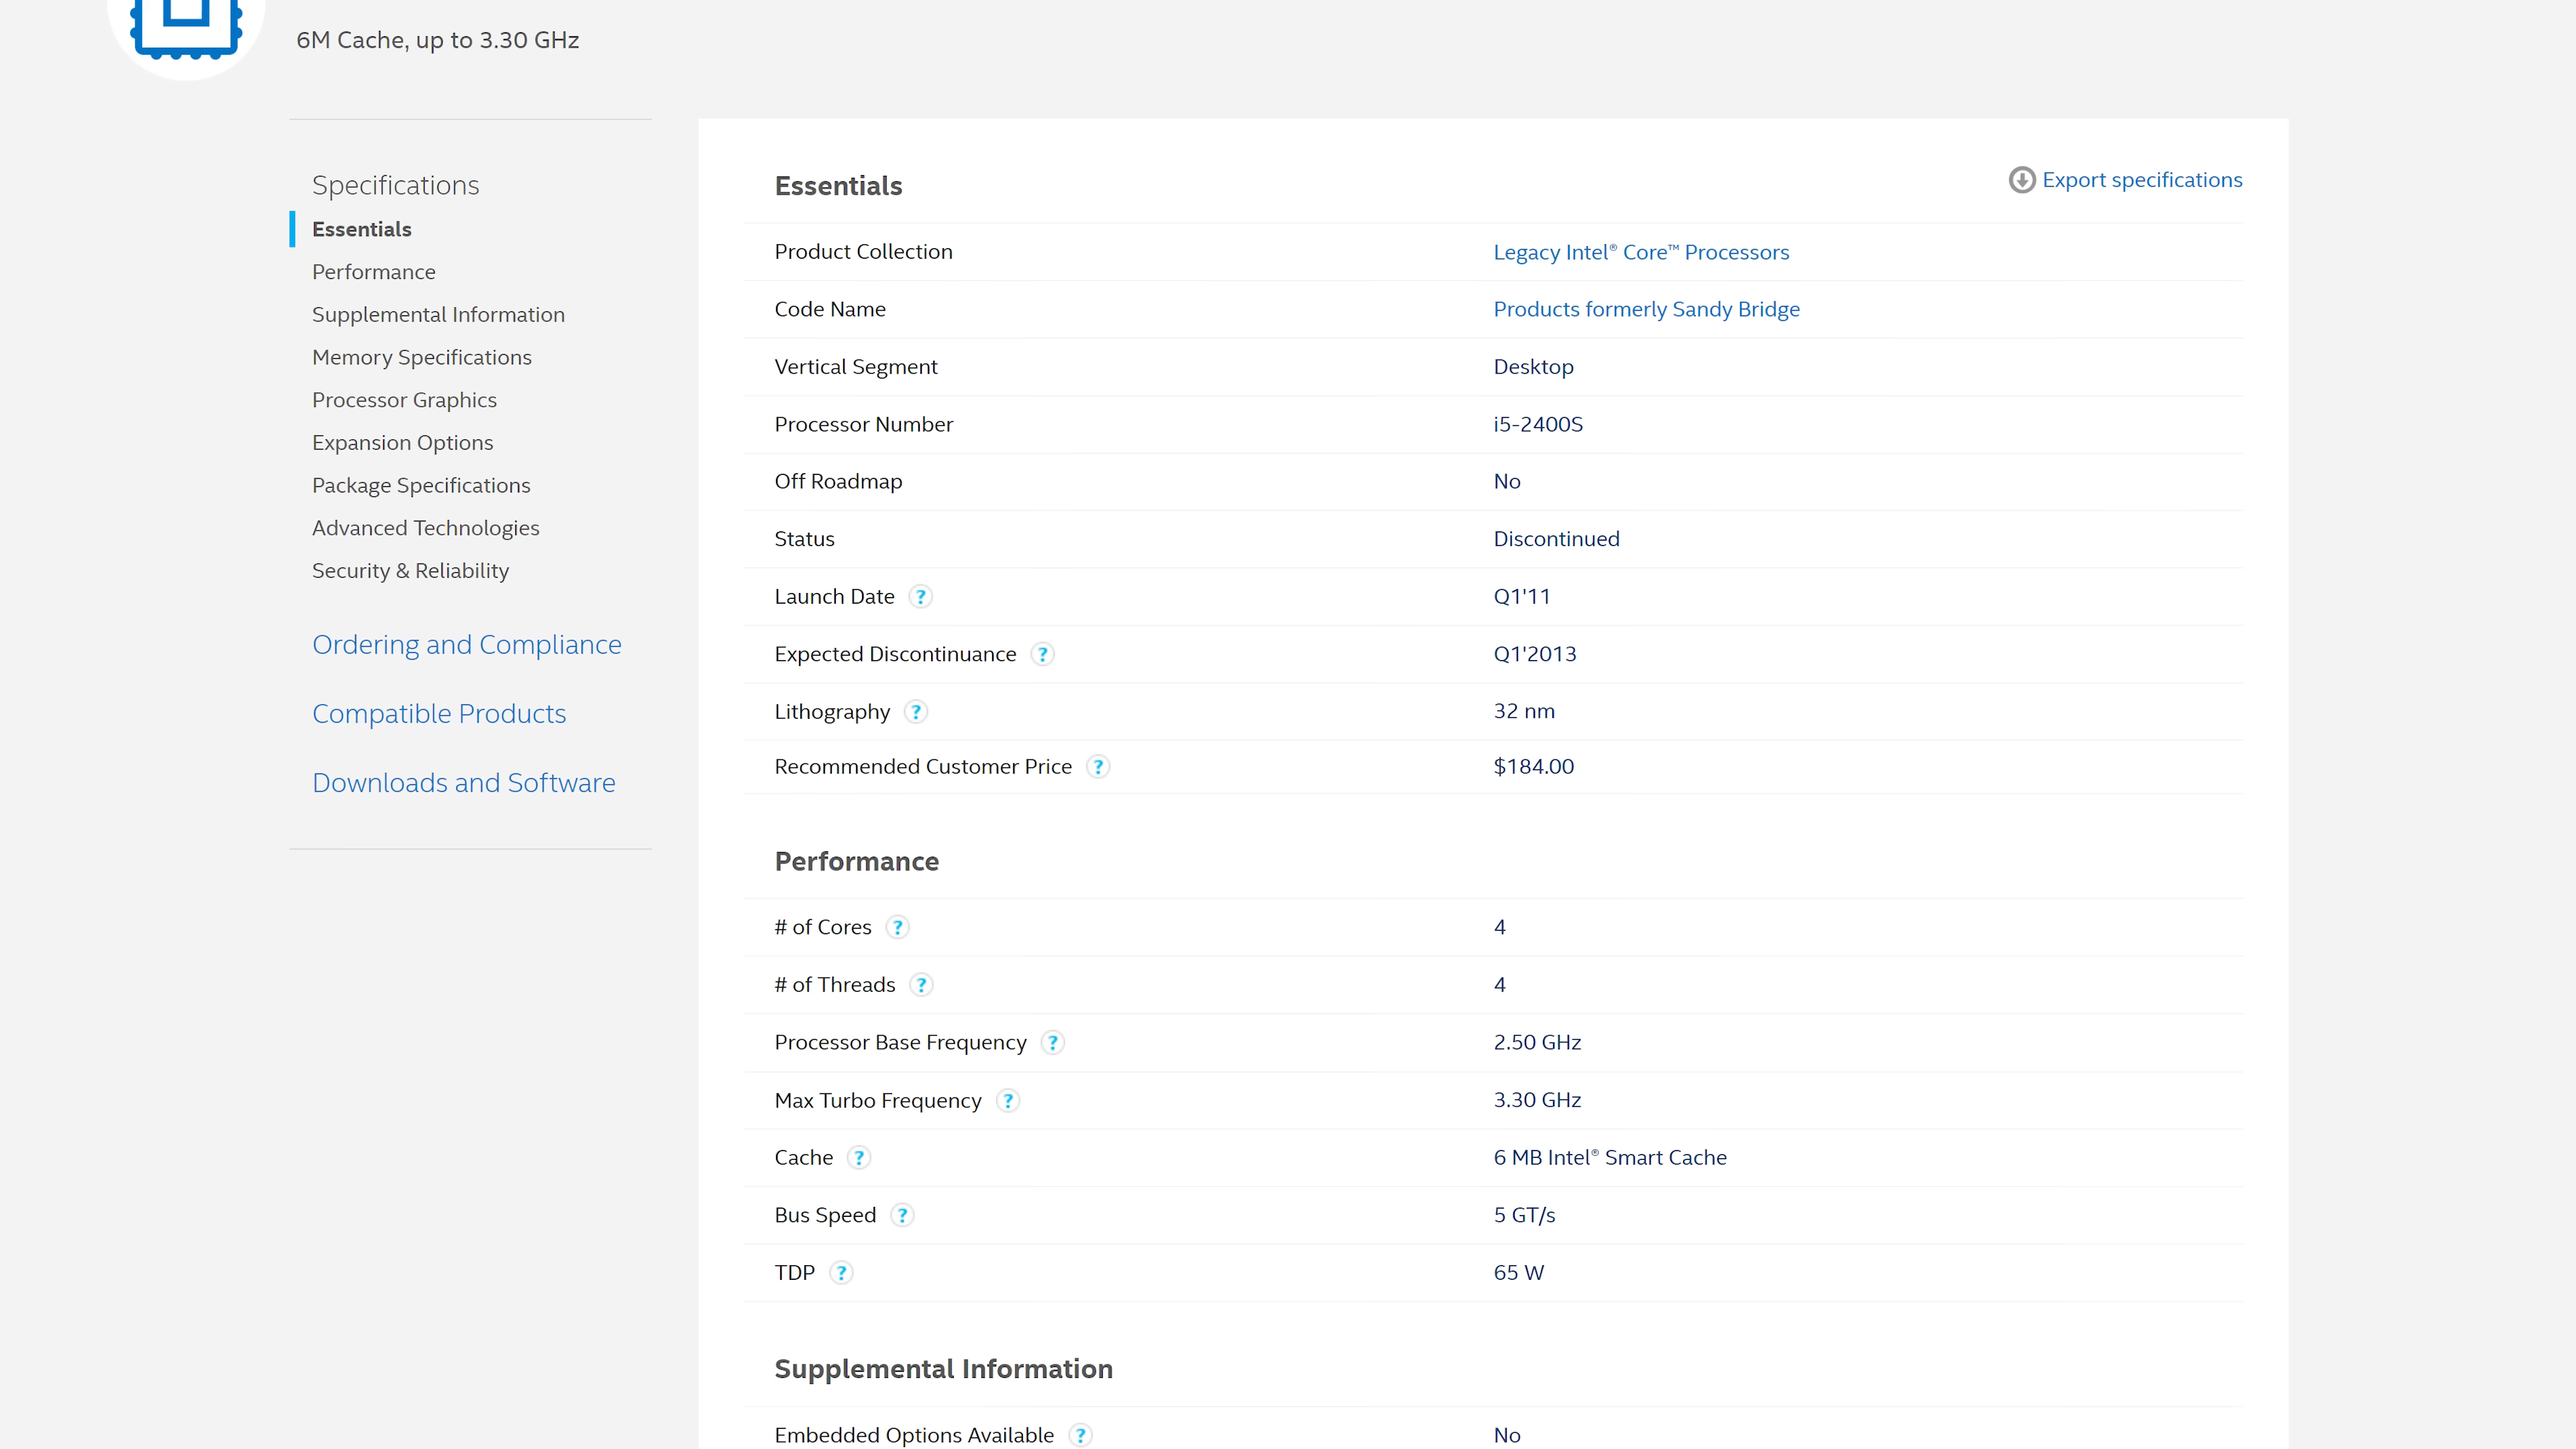 6M Cache, up to 3.30 GHz
Specifications
Essentials
Performance
Supplemental Information
Memory Specifications
Processor Graphics
Expansion Options
Package Specifications
Advanced Technologies
Security & Reliability
Ordering and Compliance
Compatible Products
Downloads and Software
Essentials
Export specifications
Product Collection Legacy Intel® Core™ Processors
Code Name Products formerly Sandy Bridge
Vertical Segment Desktop
Processor Number i5-2400S
Off Roadmap No
Status Discontinued
Launch Date ? Q1'11
Expected Discontinuance ? Q1'2013
Lithography ? 32 nm
Recommended Customer Price ? $184.00
Performance
# of Cores ? 4
# of Threads ? 4
Processor Base Frequency ? 2.50 GHz
Max Turbo Frequency ? 3.30 GHz
Cache ? 6 MB Intel® Smart Cache
Bus Speed ? 5 GT/s
TDP ? 65 W
Supplemental Information
Embedded Options Available ? No